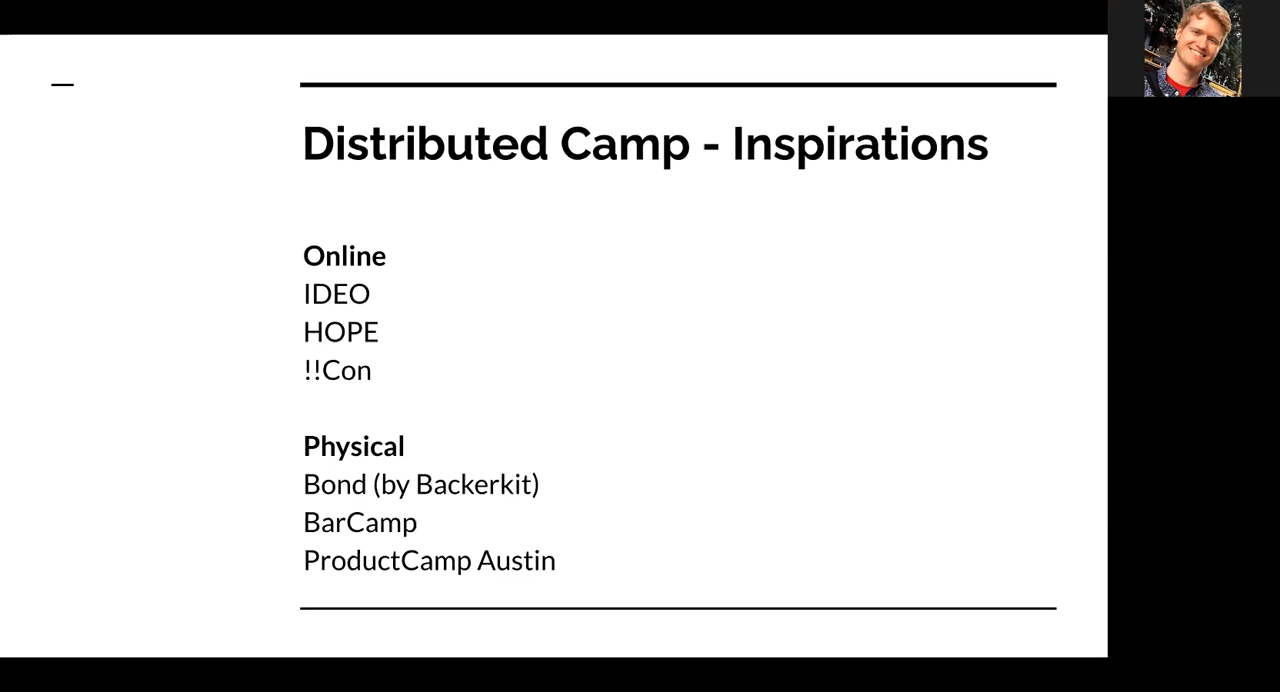 Distributed Camp - Inspirations
Online
IDEO
HOPE
!!Con
Physical
Bond (by Backerkit)
BarCamp
ProductCamp Austin